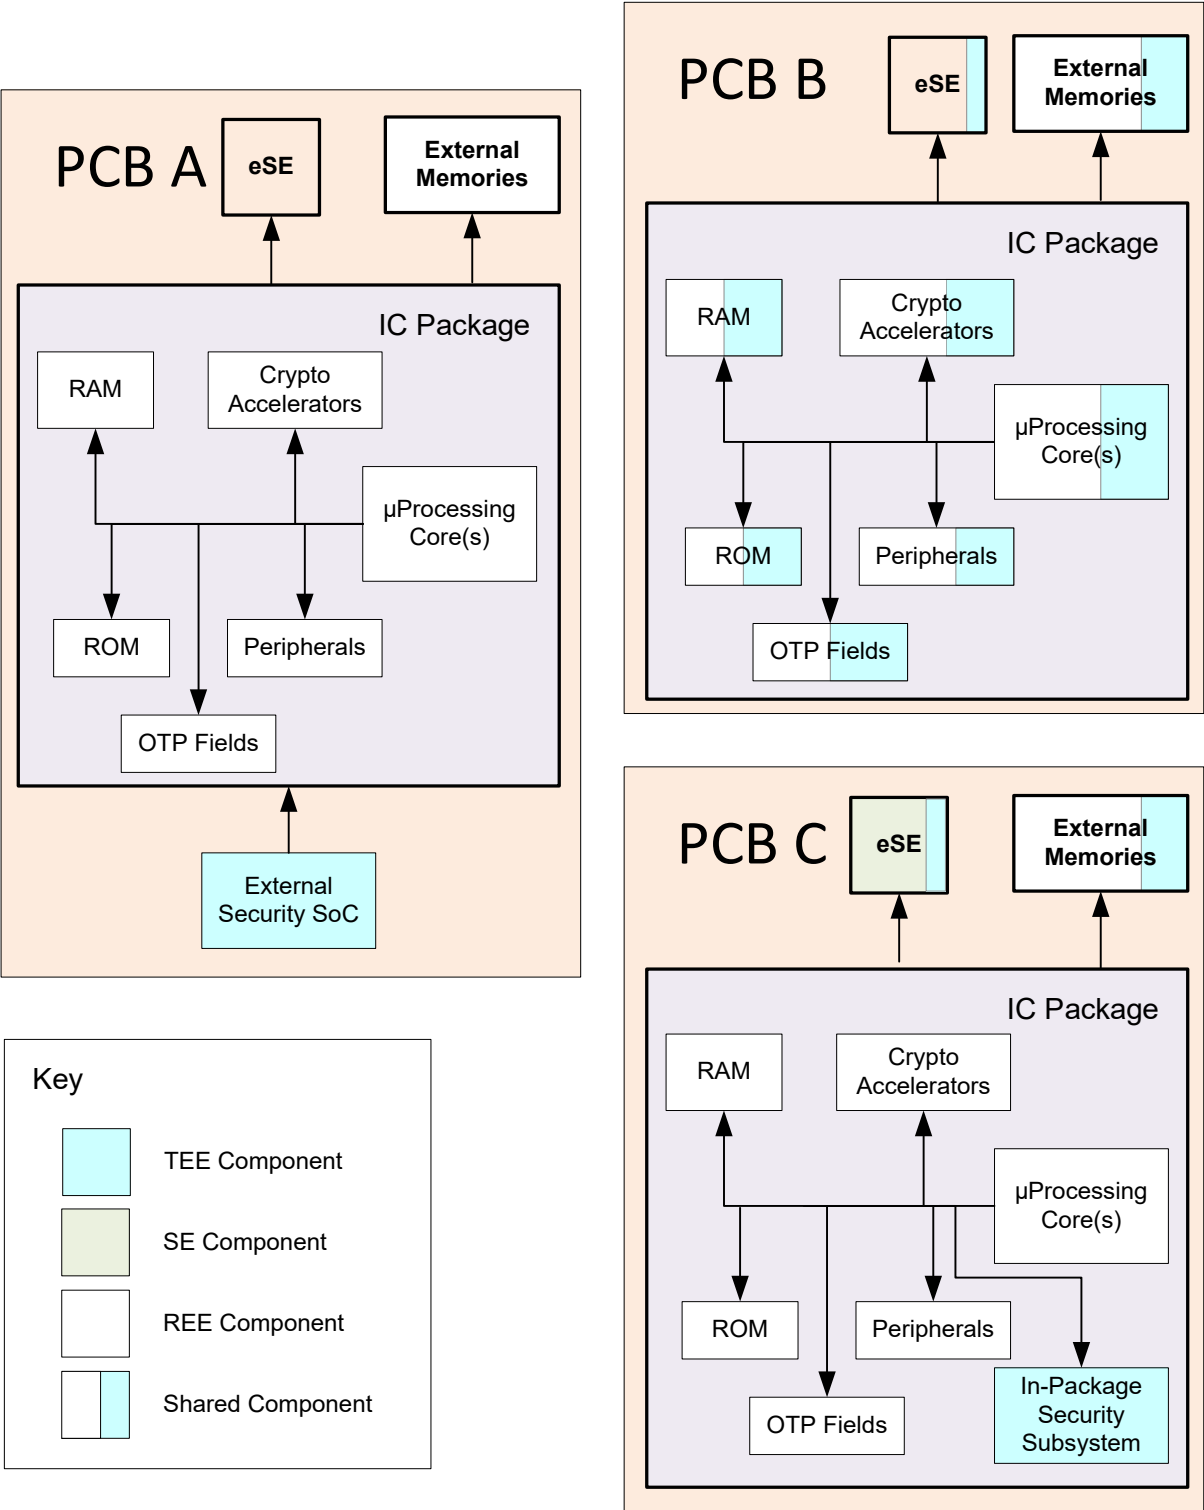 PCB A
eSE
External
Memories
IC Package
RAM
Crypto
Accelerators
µProcessing
Core(s)
ROM
Peripherals
OTP Fields
External
Security SoC
Key
TEE Component
SE Component
REE Component
Shared Component
PCB B
eSE
External
Memories
IC Package
RAM
Crypto
Accelerators
µProcessing
Core(s)
ROM
Peripherals
OTP Fields
PCB C
eSE
External
Memories
IC Package
RAM
Crypto
Accelerators
µProcessing
Core(s)
ROM
Peripherals
OTP Fields
In-Package
Security
Subsystem